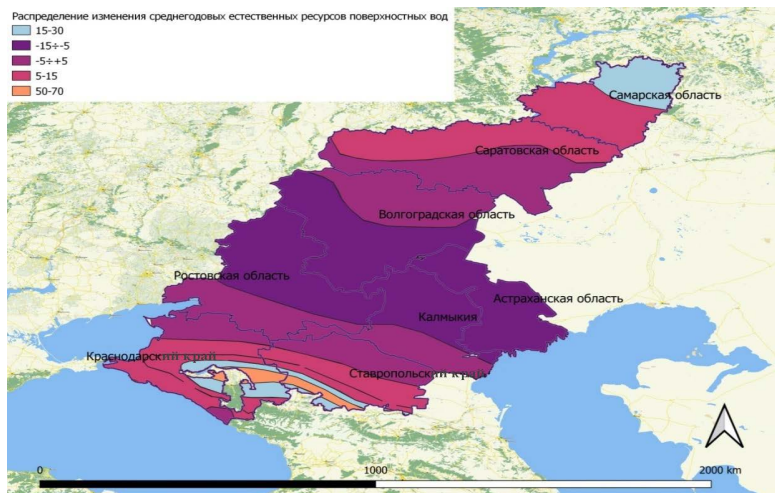 Распределение изменения среднегодовых естественных ресурсов поверхностных вод
15-30
-15÷-5
-5÷+5
5-15
50-70
Самарская область
Саратовская область
Волгоградская область
Ростовская область
Астраханская область
Калмыкия
Краснодарский край
Ставропольский край
0
1000
2000 km